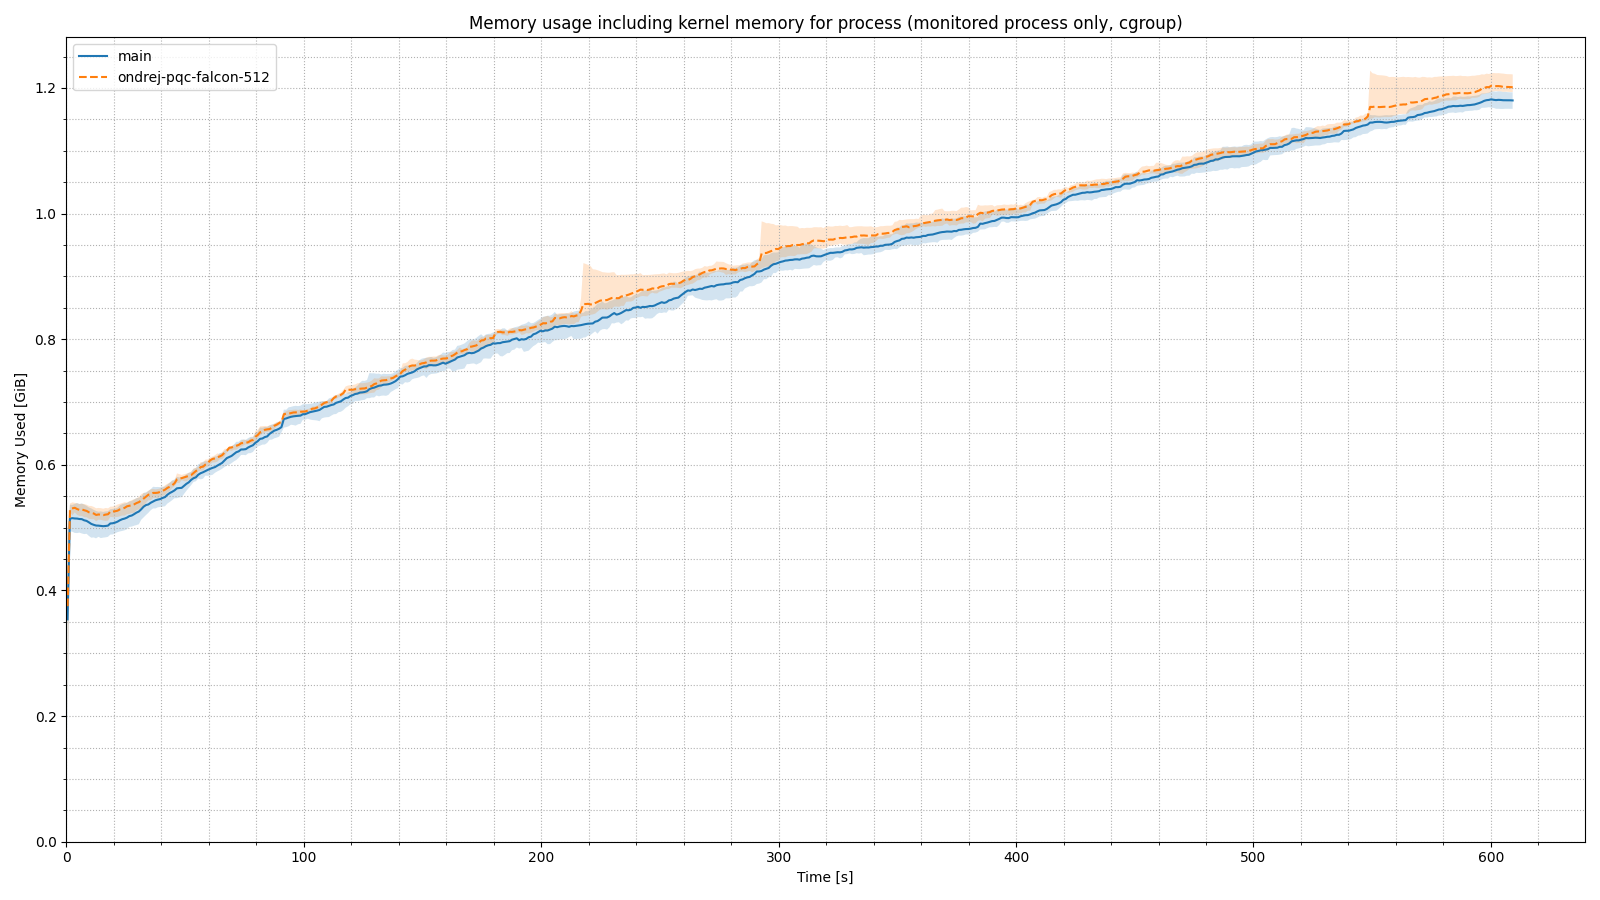 Memory usage including kernel memory for process (monitored process only, cgroup)
main
ondrej-pqc-falcon-512
Memory Used [GiB]
1.2
1.0
0.8
0.6
0.4
0.2
0.0
0 100 200 300 400 500 600
Time [s]